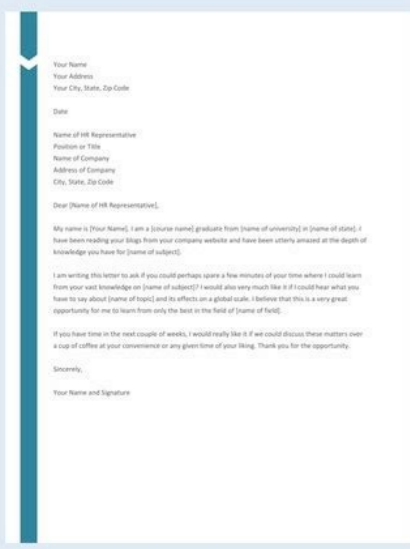 Your Name
Your Address
Your City, State, Zip Code
Date
Name of HR Representative
Position or Title
Name of Company
Address of Company
City, State, Zip Code
Dear [Name of HR Representative],
My name is [Your Name]. I am a [course name] graduate from [name of university] in [name of state]. I
have been reading your blogs from your company website and have been utterly amazed at the depth of
knowledge you have for [name of subject].
I am writing this letter to ask if you could perhaps spare a few minutes of your time where I could learn
from your vast knowledge on [name of subject]? I would also very much like it if I could hear what you
have to say about [name of topic] and its effects on a global scale. I believe that this is a very great
opportunity for me to learn from only the best in the field of [name of field].
If you have time in the next couple of weeks, I would really like it if we could discuss these matters over
a cup of coffee at your convenience or any given time of your liking. Thank you for the opportunity.
Sincerely,
Your Name and Signature